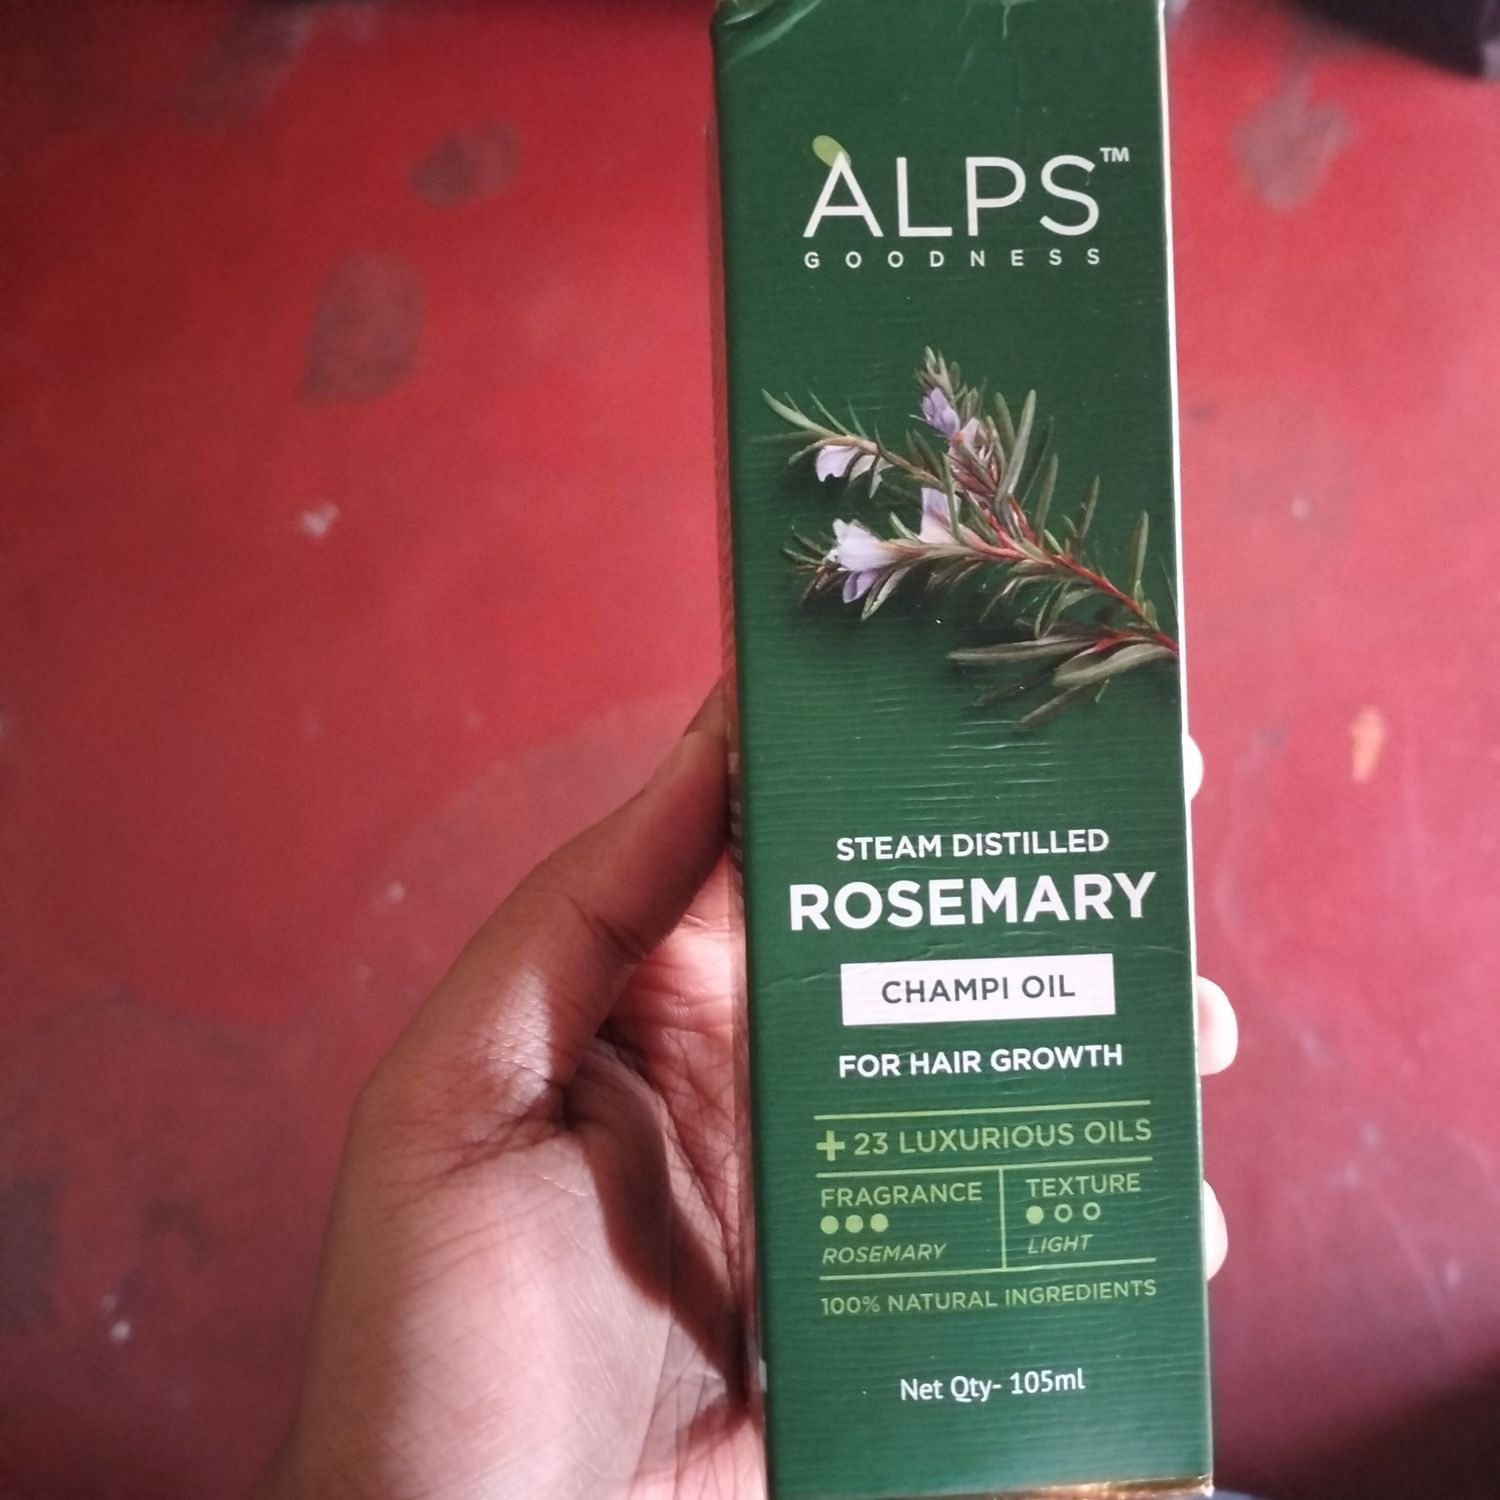 ALPS™
GOODNESS
STEAM DISTILLED
ROSEMARY
CHAMPI OIL
FOR HAIR GROWTH
+ 23 LUXURIOUS OILS
FRAGRANCE
ROSEMARY
TEXTURE
LIGHT
100% NATURAL INGREDIENTS
Net Qty- 105ml